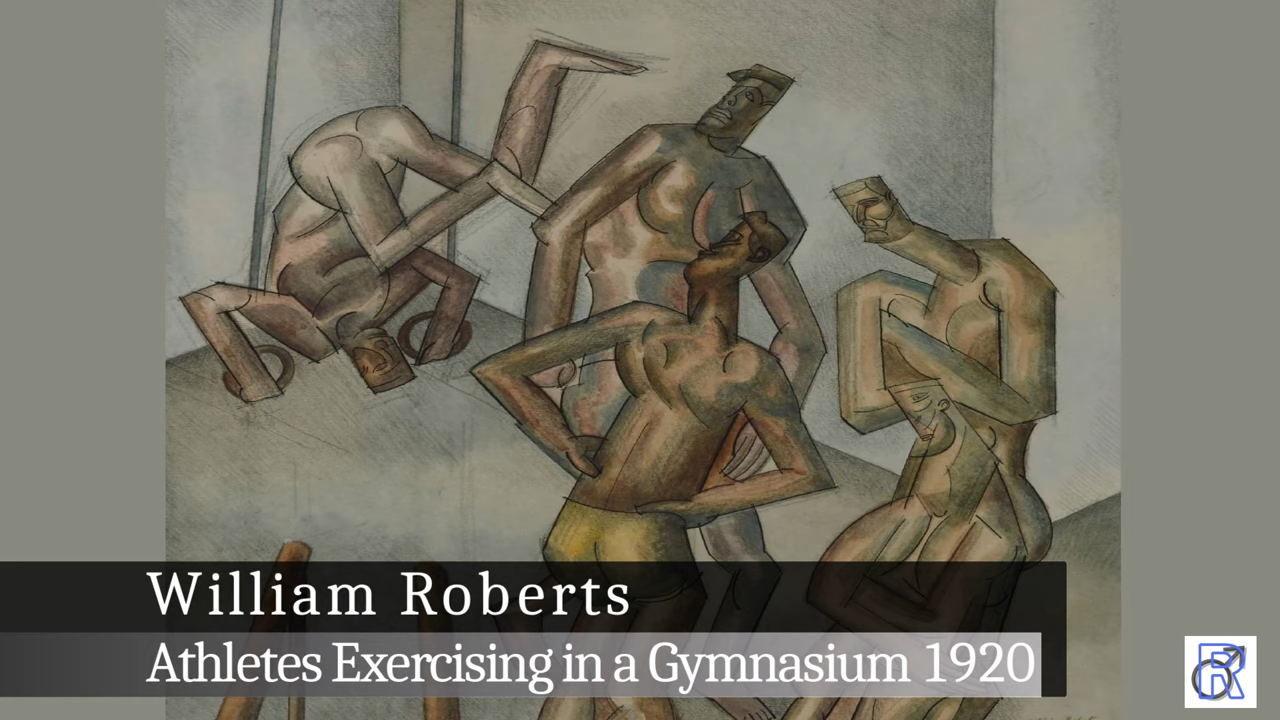 William Roberts
Athletes Exercising in a Gymnasium 1920